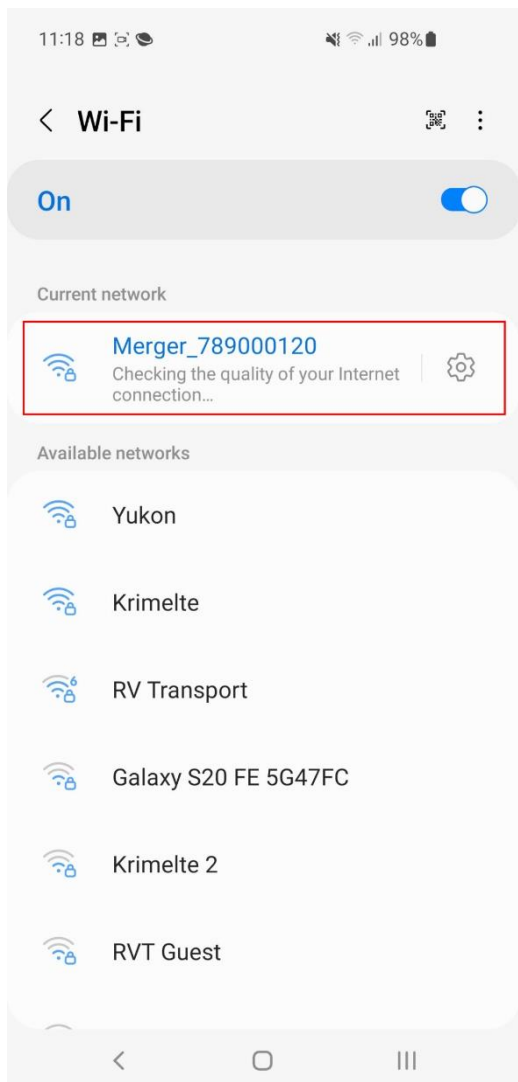 11:18 98%
Wi-Fi
On
Current network
Merger_789000120
Checking the quality of your Internet
connection...
Available networks
Yukon
Krimelte
6
RV Transport
Galaxy S20 FE 5G47FC
Krimelte 2
RVT Guest